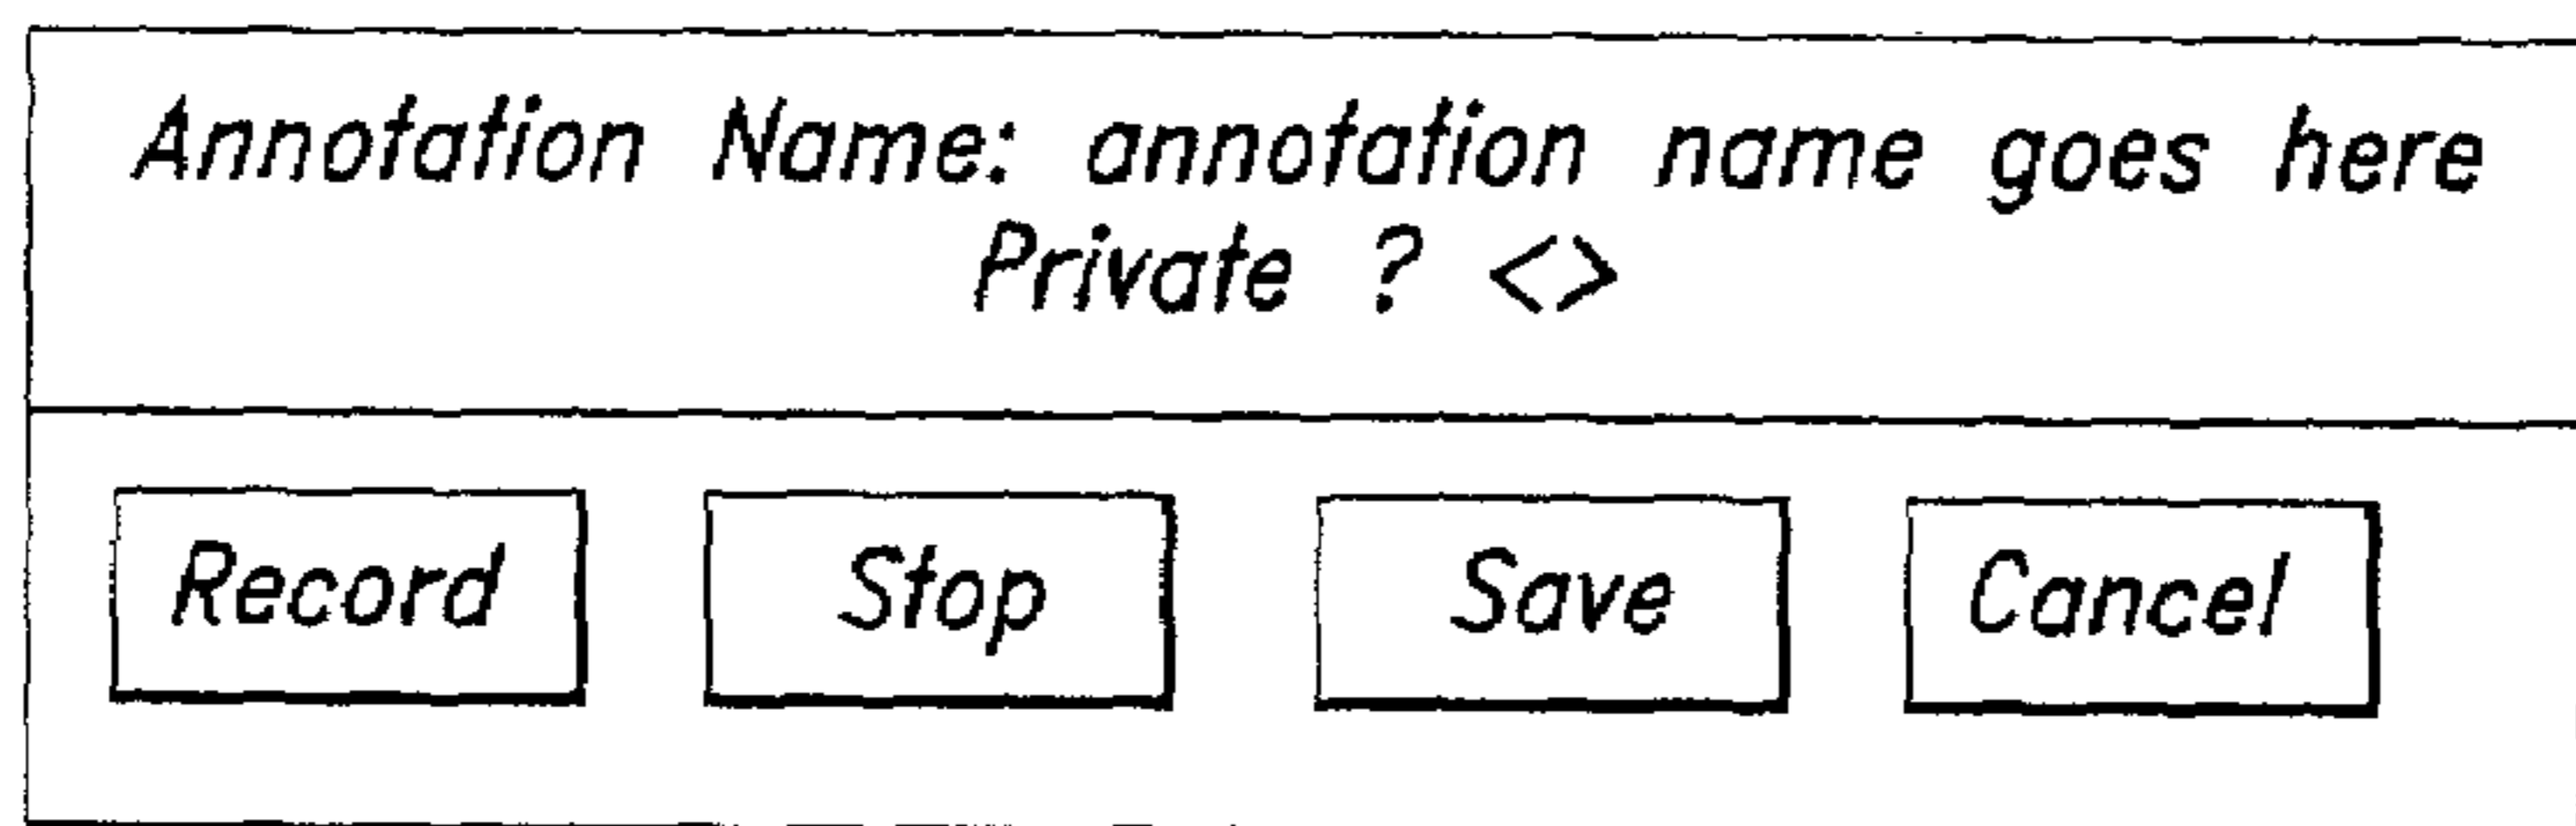 Annotation Name: annotation name goes here
Private ? <>
Record Stop Save Cancel